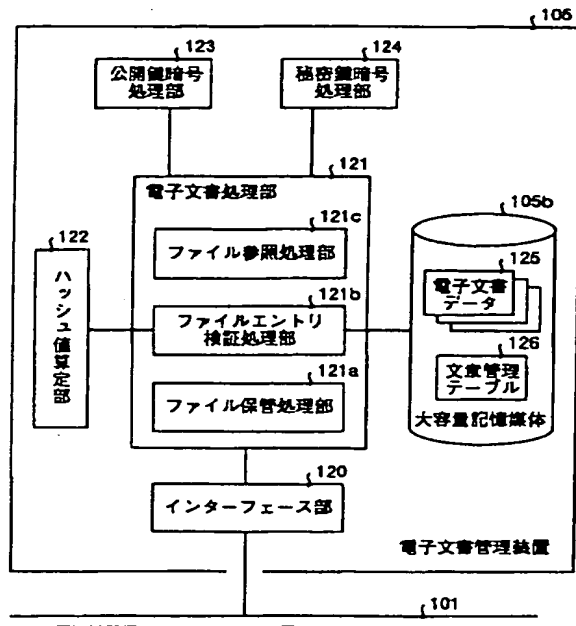 105
123
124
公開鍵暗号
処理部
秘密鍵暗号
処理部
121
電子文書処理部
105b
122
ハッシュ値算定部
121c
ファイル参照処理部
125
電子文書
データ
121b
ファイルエントリ
検証処理部
126
文章管理
テーブル
121a
ファイル保管処理部
大容量記憶媒体
120
インターフェース部
電子文書管理装置
101